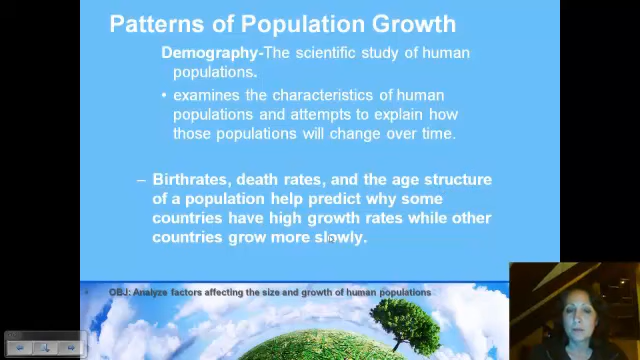 Patterns of Population Growth
Demography-The scientific study of human
populations.
• examines the characteristics of human
populations and attempts to explain how
those populations will change over time.
– Birthrates, death rates, and the age structure
of a population help predict why some
countries have high growth rates while other
countries grow more slowly.
OBJ: Analyze factors affecting the size and growth of human populations